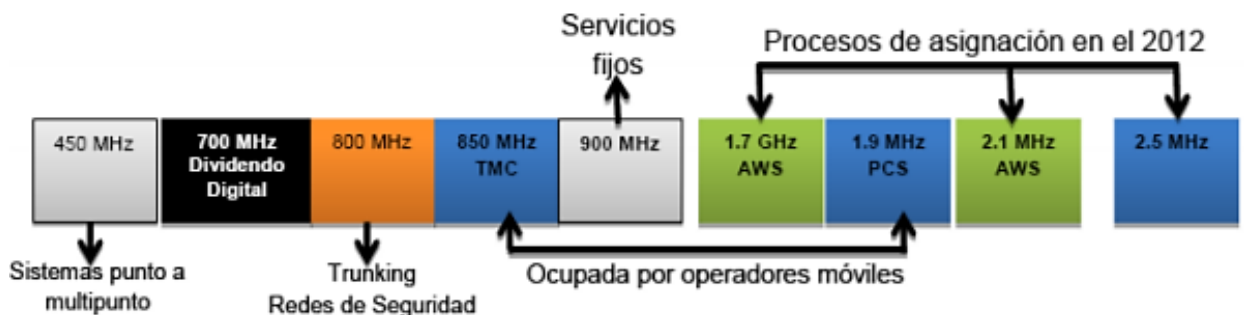 Servicios
fijos
Procesos de asignación en el 2012
450 MHz
700 MHz
Dividendo
Digital
800 MHz
850 MHz
TMC
900 MHz
1.7 GHz
AWS
1.9 MHz
PCS
2.1 MHz
AWS
2.5 MHz
Sistemas punto a
multipunto
Trunking
Redes de Seguridad
Ocupada por operadores móviles